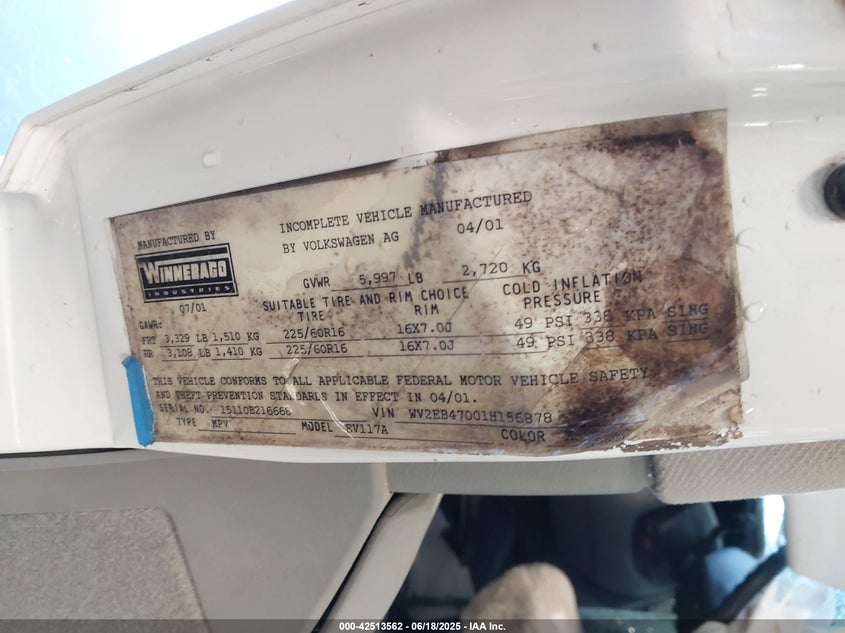 INCOMPLETE VEHICLE MANUFACTURED
BY VOLKSWAGEN AG 04/01
MANUFACTURED BY
WINNEBAGO
INDUSTRIES
07/01
GVWR 5,997 LB 2,720 KG
SUITABLE TIRE AND RIM CHOICE COLD INFLATION
TIRE RIM PRESSURE
GAWR:
FRT 3,329 LB 1,510 KG 225/60R16 16X7.0J 49 PSI 338 KPA SING
RR 3,108 LB 1,410 KG 225/60R16 16X7.0J 49 PSI 338 KPA SING
THIS VEHICLE CONFORMS TO ALL APPLICABLE FEDERAL MOTOR VEHICLE SAFETY
AND THEFT PREVENTION STANDARDS IN EFFECT IN 04/01.
SERIAL NO. 15110B216668 VIN WV2EB47001H156878
TYPE MPV MODEL RV117A COLOR
000-42513562 - 06/18/2025 - IAA Inc.